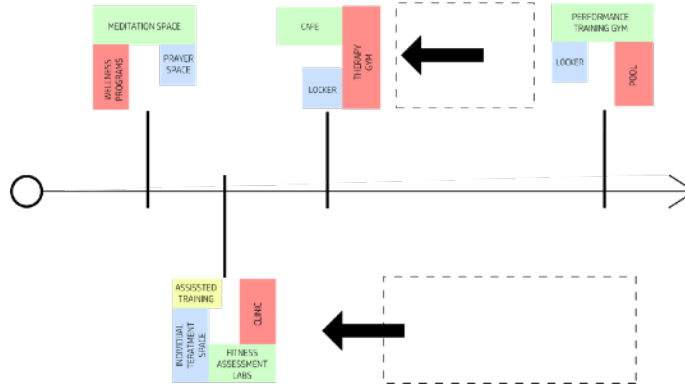 MEDITATION SPACE
WELLNESS
PROGRAMS
PRAYER
SPACE
CAFE
LOCKER
THERAPY
GYM
PERFORMANCE
TRAINING GYM
LOCKER
POOL
ASSISSTED
TRAINING
INDIVIDUAL
TERATMENT
SPACE
CLINIC
FITNESS
ASSESSMENT
LABS